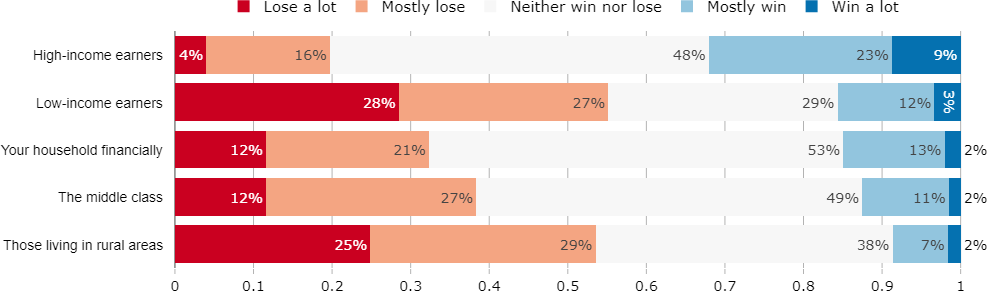 Lose a lot Mostly lose Neither win nor lose Mostly win Win a lot
High-income earners 4% 16% 48% 23% 9%
Low-income earners 28% 27% 29% 12% 3%
Your household financially 12% 21% 53% 13% 2%
The middle class 12% 27% 49% 11% 2%
Those living in rural areas 25% 29% 38% 7% 2%
0 0.1 0.2 0.3 0.4 0.5 0.6 0.7 0.8 0.9 1